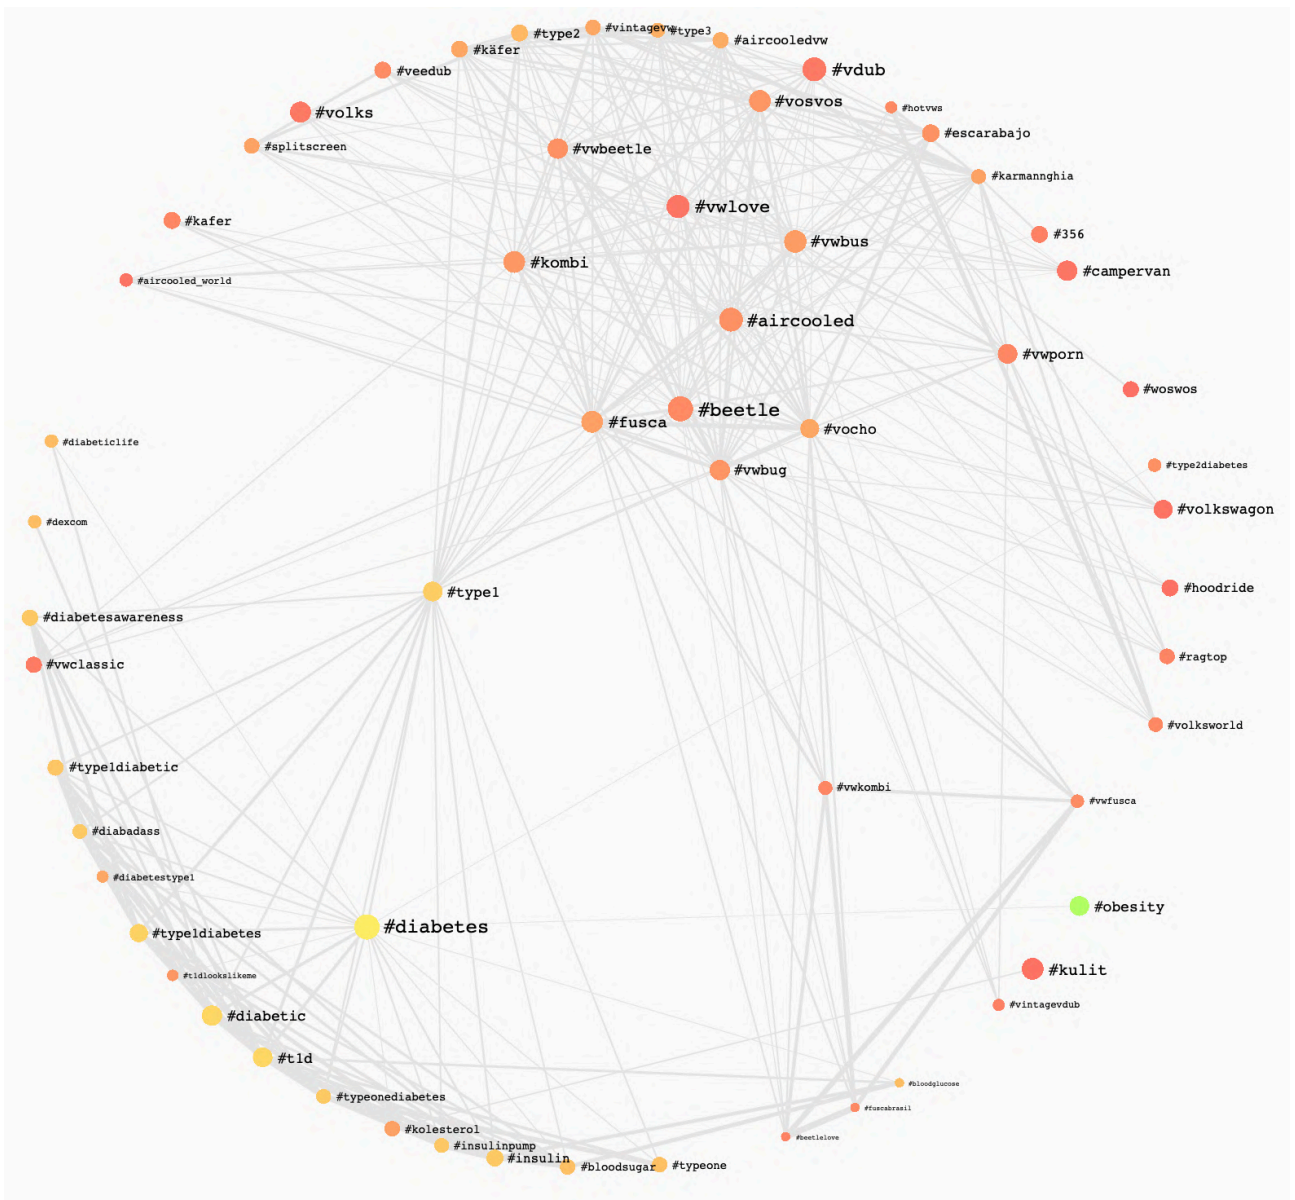 #vintagevw
#type3
#type2
#aircooledvw
#käfer
#veedub
#vdub
#vosvos
#hotvws
#volks
#escarabajo
#splitscreen
#vwbeetle
#karmannghia
#vwlove
#kafer
#356
#vwbus
#kombi
#campervan
#aircooled_world
#aircooled
#vwporn
#woswos
#beetle
#fusca
#vocho
#diabeticlife
#type2diabetes
#vwbug
#volkswagon
#dexcom
#hoodride
#type1
#diabetesawareness
#ragtop
#vwclassic
#volksworld
#type1diabetic
#vwkombi
#vwfusca
#diabadass
#diabetestype1
#obesity
#diabetes
#type1diabetes
#kulit
#t1dlookslikeme
#vintagevdub
#diabetic
#t1d
#bloodglucose
#typeonediabetes
#fuscabrasil
#kolesterol
#beetlelove
#insulinpump
#insulin
#bloodsugar
#typeone